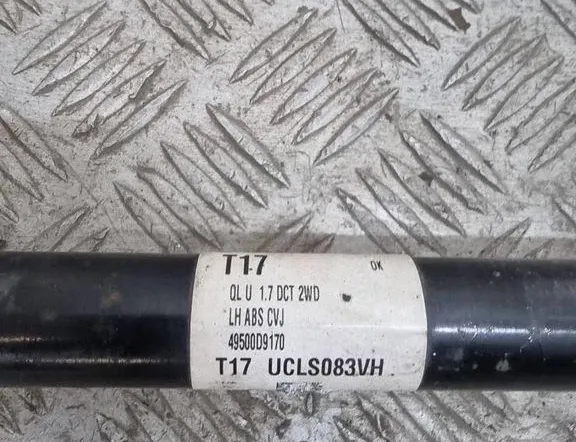 T17 OK
QL U 1.7 DCT 2WD
LH ABS CVJ
49500D9170
T17 UCLS083VH